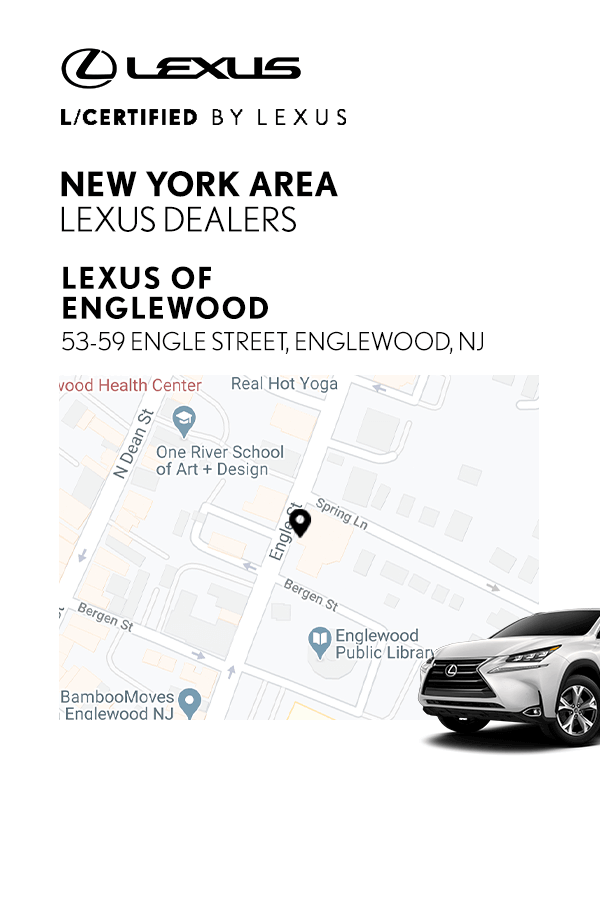 LEXUS
L/CERTIFIED BY LEXUS
NEW YORK AREA
LEXUS DEALERS
LEXUS OF
ENGLEWOOD
53-59 ENGLE STREET, ENGLEWOOD, NJ
wood Health Center
Real Hot Yoga
N Dean St
One River School
of Art + Design
Engle St
Spring Ln
Bergen St
Bergen St
Englewood
Public Library
BambooMoves
Englewood NJ